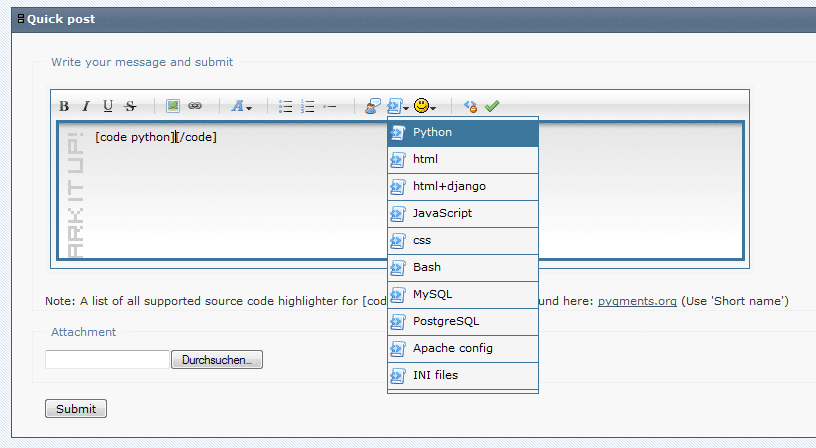 Quick post
Write your message and submit
B I U S A
[code python][/code]
ARK IT UP!
Python
html
html+django
JavaScript
css
Bash
MySQL
PostgreSQL
Apache config
INI files
Note: A list of all supported source code highlighter for [cod und here: pygments.org (Use 'Short name')
Attachment
Durchsuchen...
Submit